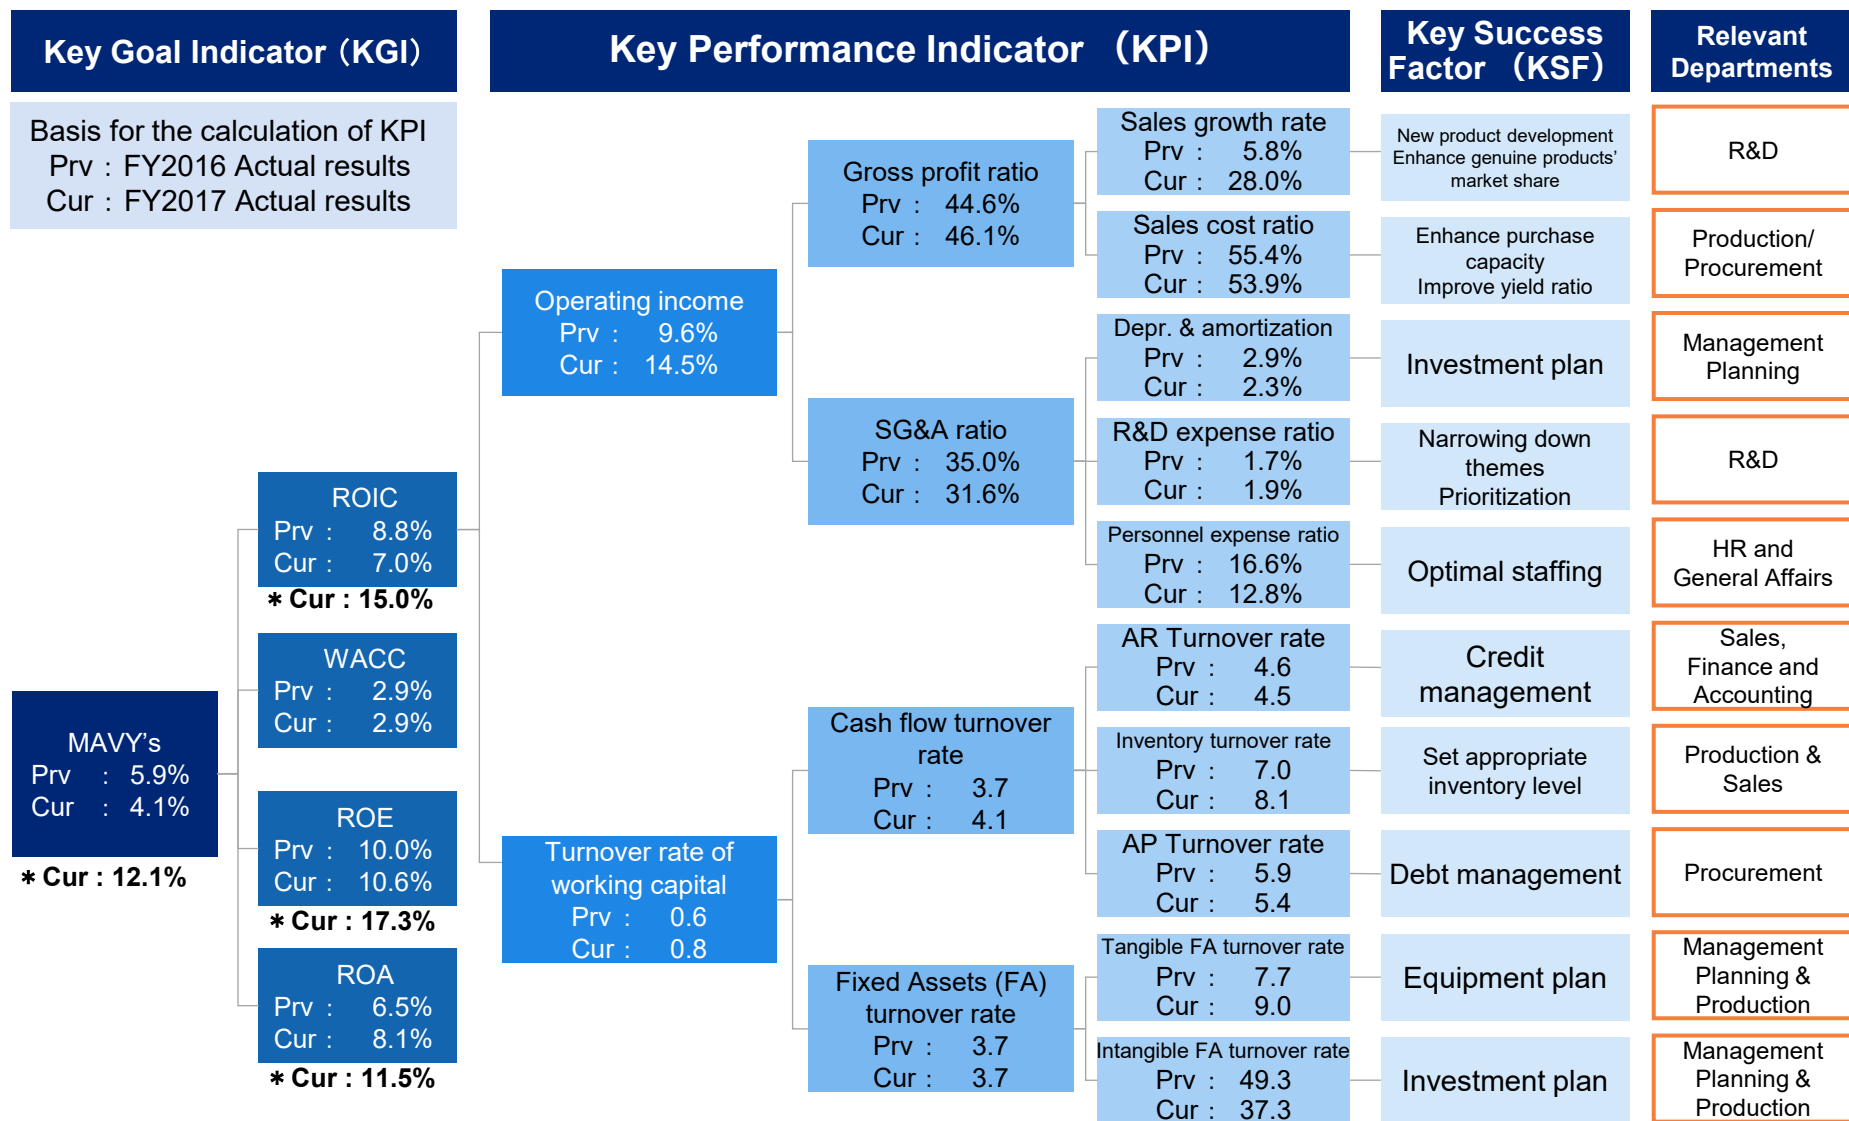 Key Goal Indicator（KGI）
Key Performance Indicator （KPI）
Key Success
Factor （KSF）
Relevant
Departments
Basis for the calculation of KPI
Prv : FY2016 Actual results
Cur : FY2017 Actual results
MAVY's
Prv : 5.9%
Cur : 4.1%
＊Cur : 12.1%
ROIC
Prv : 8.8%
Cur : 7.0%
＊Cur : 15.0%
WACC
Prv : 2.9%
Cur : 2.9%
ROE
Prv : 10.0%
Cur : 10.6%
＊Cur : 17.3%
ROA
Prv : 6.5%
Cur : 8.1%
＊Cur : 11.5%
Operating income
Prv : 9.6%
Cur : 14.5%
Turnover rate of
working capital
Prv : 0.6
Cur : 0.8
Gross profit ratio
Prv : 44.6%
Cur : 46.1%
SG&A ratio
Prv : 35.0%
Cur : 31.6%
Cash flow turnover
rate
Prv : 3.7
Cur : 4.1
Fixed Assets (FA)
turnover rate
Prv : 3.7
Cur : 3.7
Sales growth rate
Prv : 5.8%
Cur : 28.0%
New product development
Enhance genuine products'
market share
R&D
Sales cost ratio
Prv : 55.4%
Cur : 53.9%
Enhance purchase
capacity
Improve yield ratio
Production/
Procurement
Depr. & amortization
Prv : 2.9%
Cur : 2.3%
Investment plan
Management
Planning
R&D expense ratio
Prv : 1.7%
Cur : 1.9%
Narrowing down
themes
Prioritization
R&D
Personnel expense ratio
Prv : 16.6%
Cur : 12.8%
Optimal staffing
HR and
General Affairs
AR Turnover rate
Prv : 4.6
Cur : 4.5
Credit
management
Sales,
Finance and
Accounting
Inventory turnover rate
Prv : 7.0
Cur : 8.1
Set appropriate
inventory level
Production &
Sales
AP Turnover rate
Prv : 5.9
Cur : 5.4
Debt management
Procurement
Tangible FA turnover rate
Prv : 7.7
Cur : 9.0
Equipment plan
Management
Planning &
Production
Intangible FA turnover rate
Prv : 49.3
Cur : 37.3
Investment plan
Management
Planning &
Production